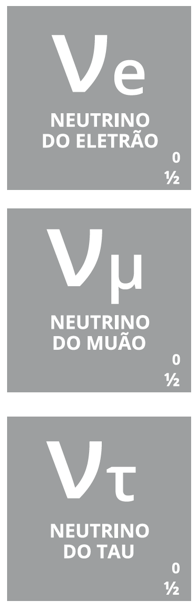 νe
NEUTRINO
DO ELETRÃO
0
½
νμ
NEUTRINO
DO MUÃO
0
½
ντ
NEUTRINO
DO TAU
0
½